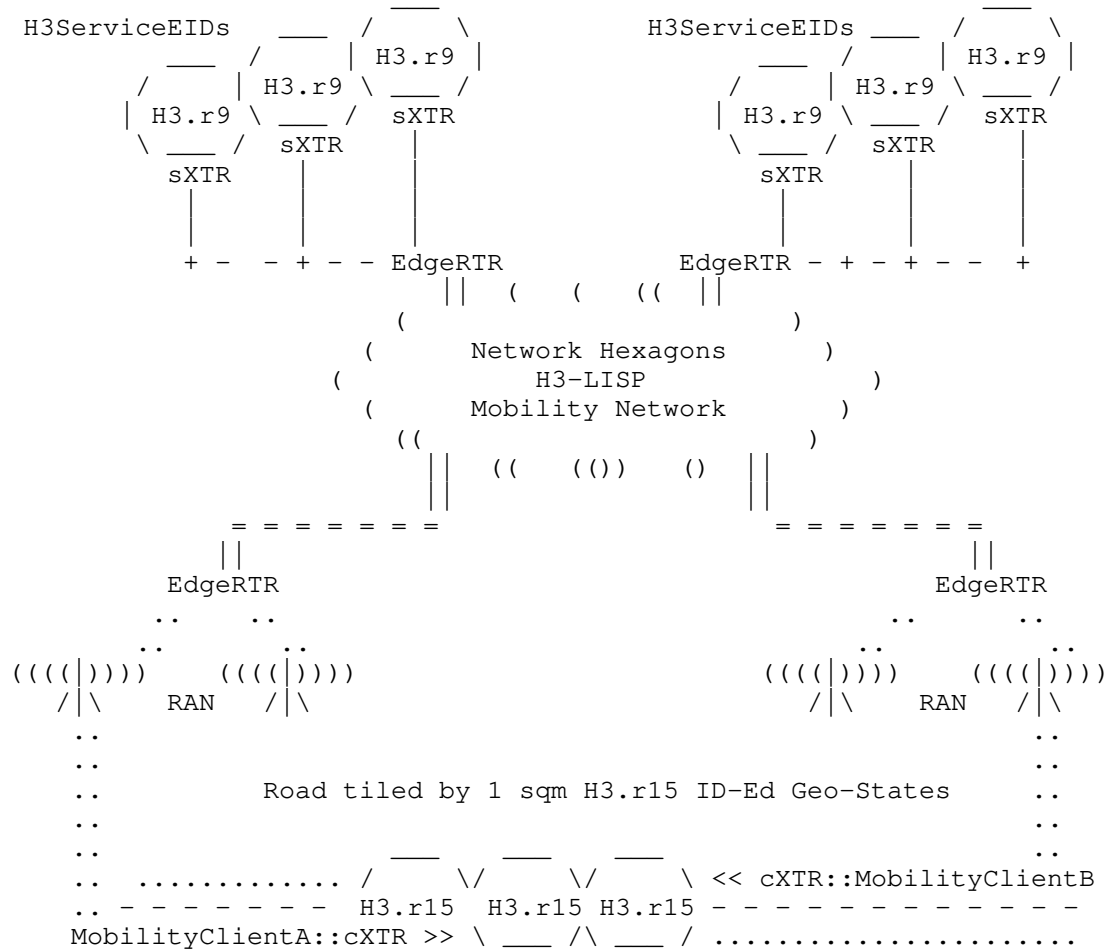 H3ServiceEIDs H3ServiceEIDs
H3.r9 H3.r9
H3.r9 H3.r9
H3.r9 sXTR H3.r9 sXTR
sXTR sXTR
sXTR sXTR
EdgeRTR EdgeRTR
Network Hexagons
H3-LISP
Mobility Network
EdgeRTR EdgeRTR
RAN RAN
Road tiled by 1 sqm H3.r15 ID-Ed Geo-States
<< cXTR::MobilityClientB
H3.r15 H3.r15 H3.r15
MobilityClientA::cXTR >>